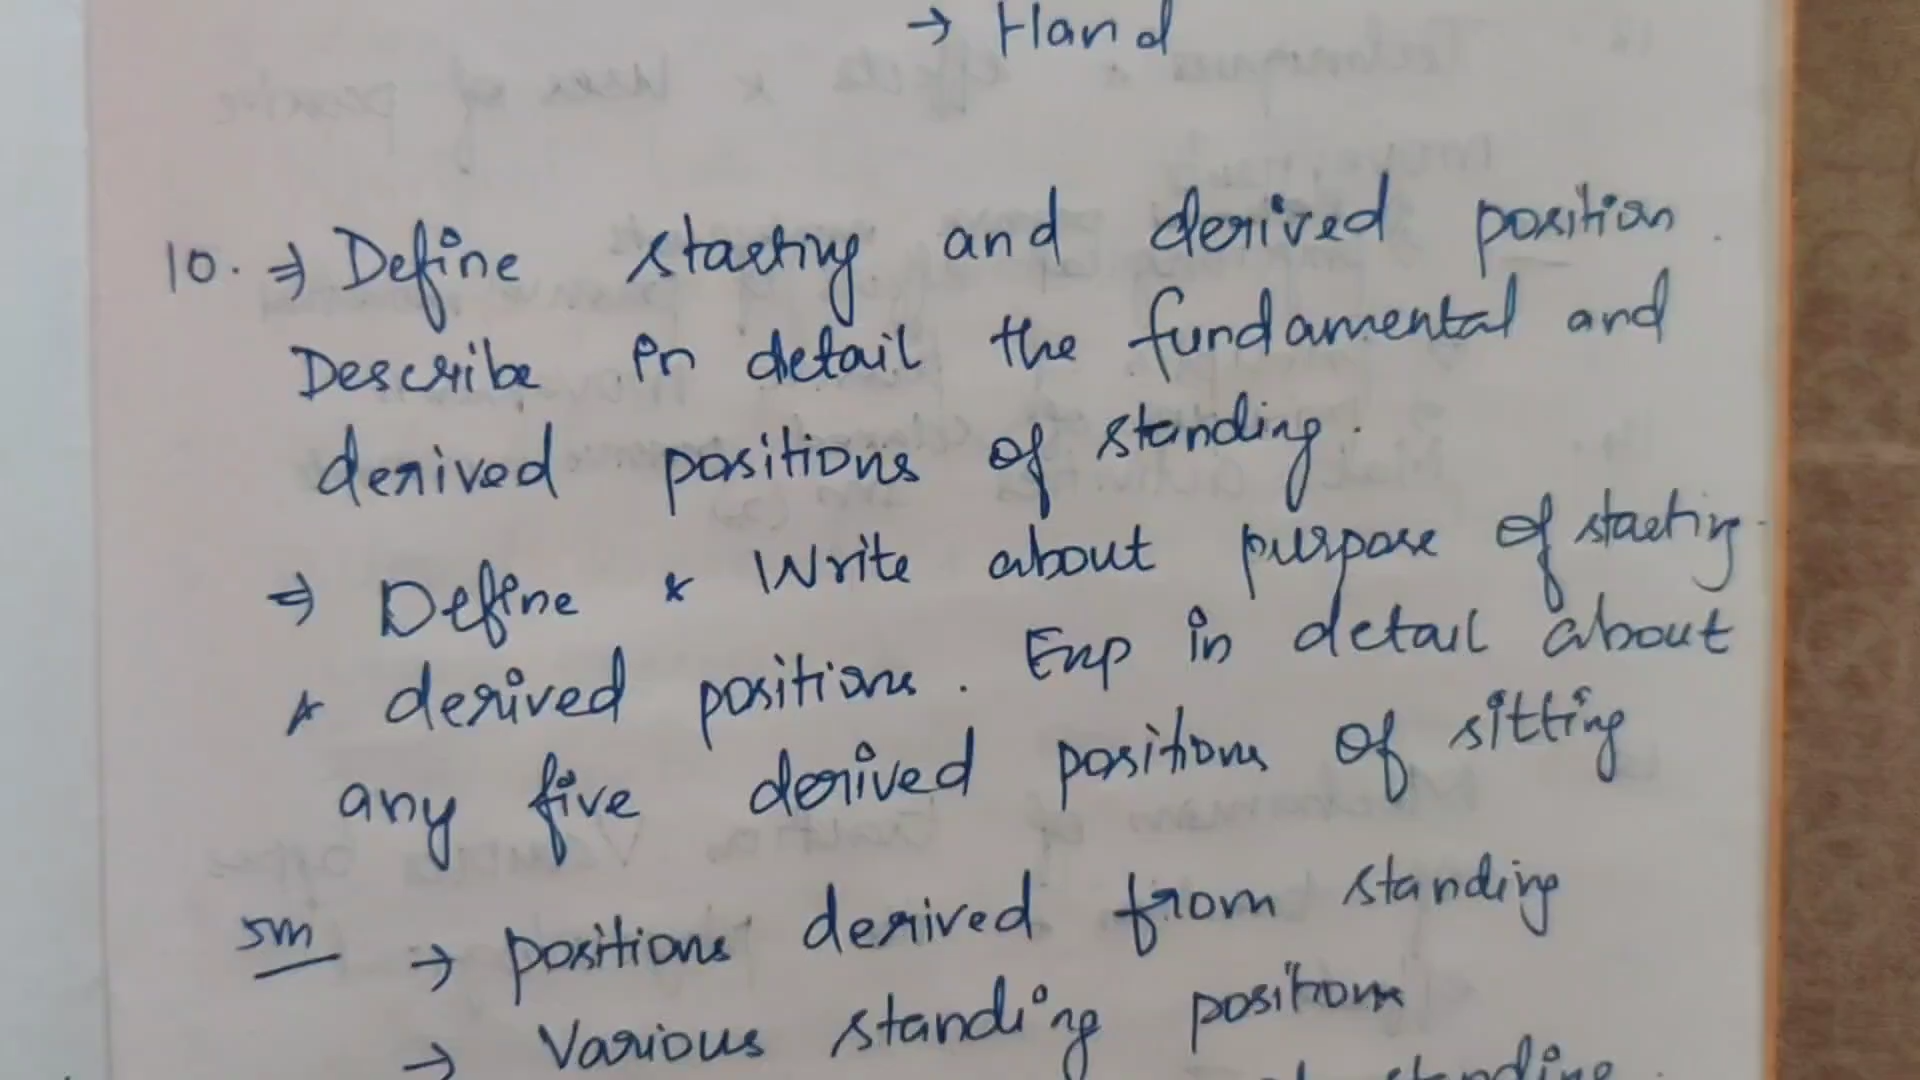 → Hand
10. ⇒ Define starting and derived position.
Describe in detail the fundamental and
derived positions of standing.
⇒ Define & Write about purpose of starting
& derived positions. Exp in detail about
any five derived positions of sitting
5m → positions derived from standing
→ Various standing positions
standing